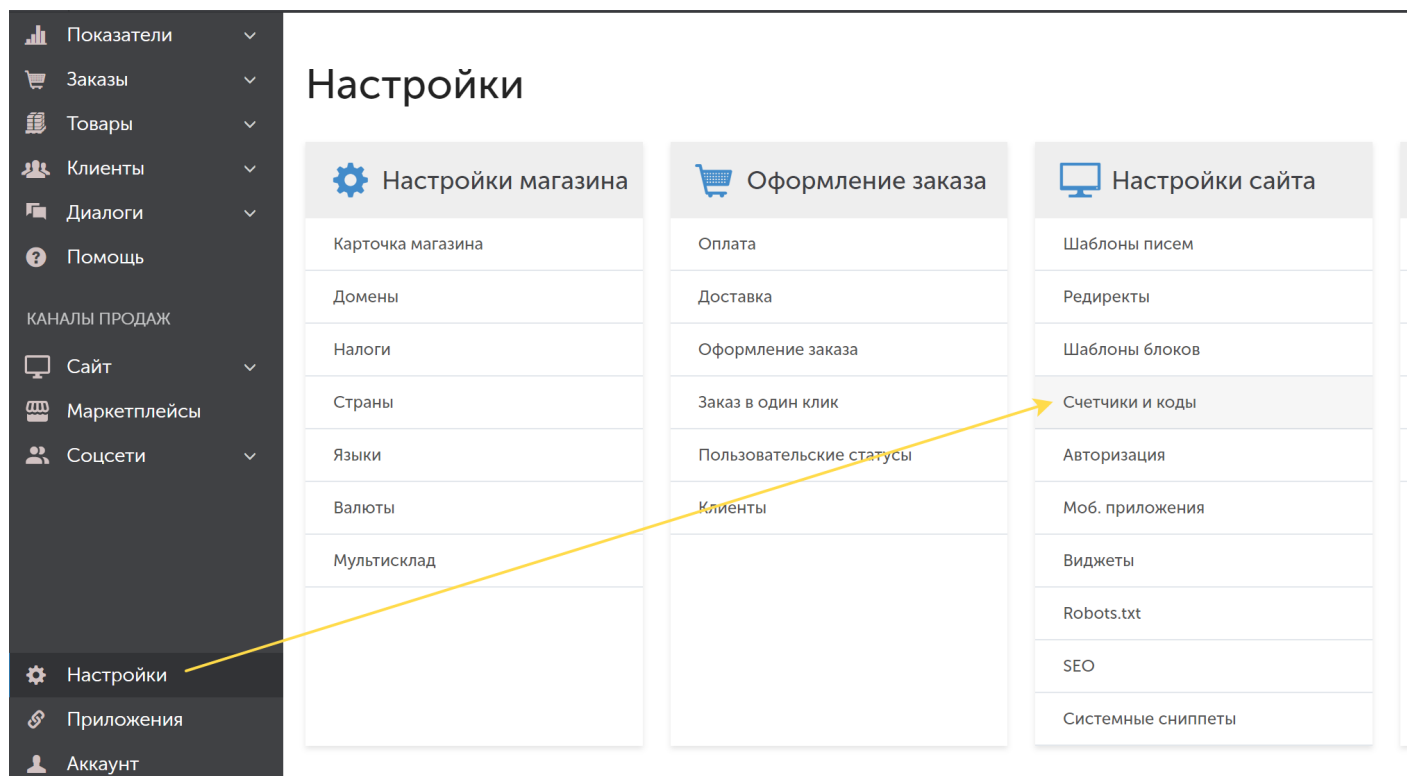 Показатели
Заказы
Товары
Клиенты
Диалоги
Помощь
КАНАЛЫ ПРОДАЖ
Сайт
Маркетплейсы
Соцсети
Настройки
Приложения
Аккаунт
Настройки
Настройки магазина
Карточка магазина
Домены
Налоги
Страны
Языки
Валюты
Мультисклад
Оформление заказа
Оплата
Доставка
Оформление заказа
Заказ в один клик
Пользовательские статусы
Клиенты
Настройки сайта
Шаблоны писем
Редиректы
Шаблоны блоков
Счетчики и коды
Авторизация
Моб. приложения
Виджеты
Robots.txt
SEO
Системные сниппеты